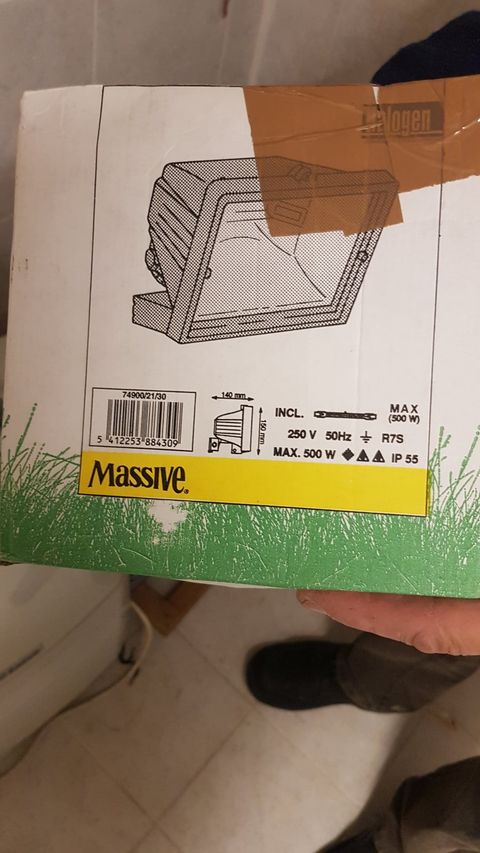 halogen
74900/21/30
5 412253 884309
140 mm
150 mm
INCL. MAX
(500 W)
250 V 50Hz R7S
MAX. 500 W IP 55
MASSIVE